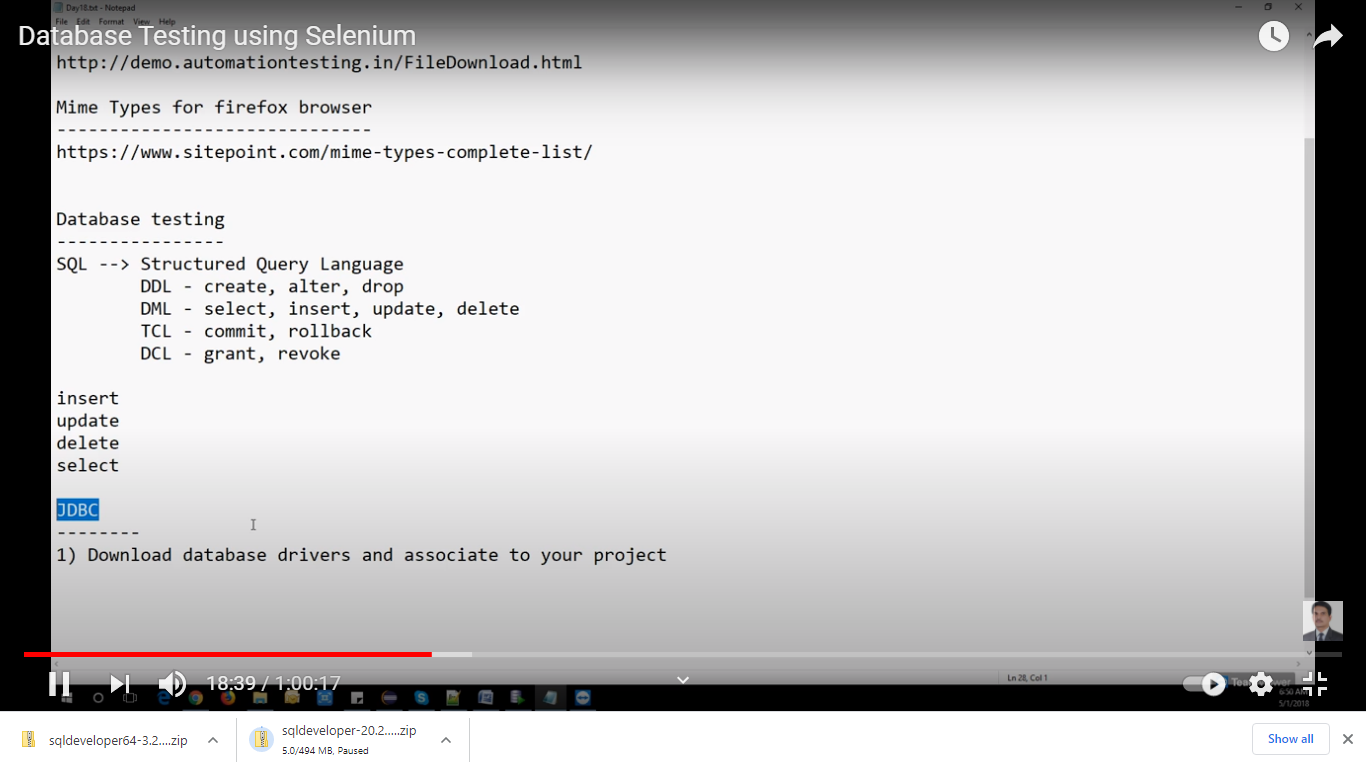 Day18.txt - Notepad
File Edit Format View Help
Database Testing using Selenium
http://demo.automationtesting.in/FileDownload.html
Mime Types for firefox browser
------------------------------
https://www.sitepoint.com/mime-types-complete-list/
Database testing
----------------
SQL --> Structured Query Language
DDL - create, alter, drop
DML - select, insert, update, delete
TCL - commit, rollback
DCL - grant, revoke
insert
update
delete
select
JDBC
--------
1) Download database drivers and associate to your project
Ln 28, Col 1
18:39 / 1:00:17
6:50 AM
5/1/2018
sqldeveloper64-3.2....zip
sqldeveloper-20.2.....zip
5.0/494 MB, Paused
Show all